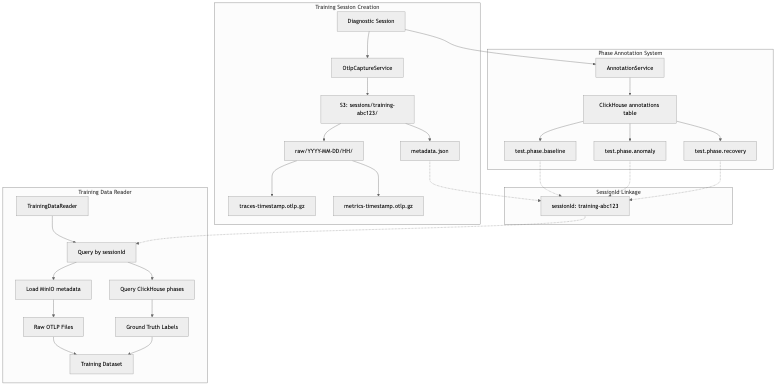 Training Session Creation
Diagnostic Session
OtlpCaptureService
S3: sessions/training-
abc123/
raw/YYYY-MM-DD/HH/
metadata.json
traces-timestamp.otlp.gz
metrics-timestamp.otlp.gz
Phase Annotation System
AnnotationService
ClickHouse annotations
table
test.phase.baseline
test.phase.anomaly
test.phase.recovery
SessionId Linkage
sessionId: training-abc123
Training Data Reader
TrainingDataReader
Query by sessionId
Load MinIO metadata
Query ClickHouse phases
Raw OTLP Files
Ground Truth Labels
Training Dataset